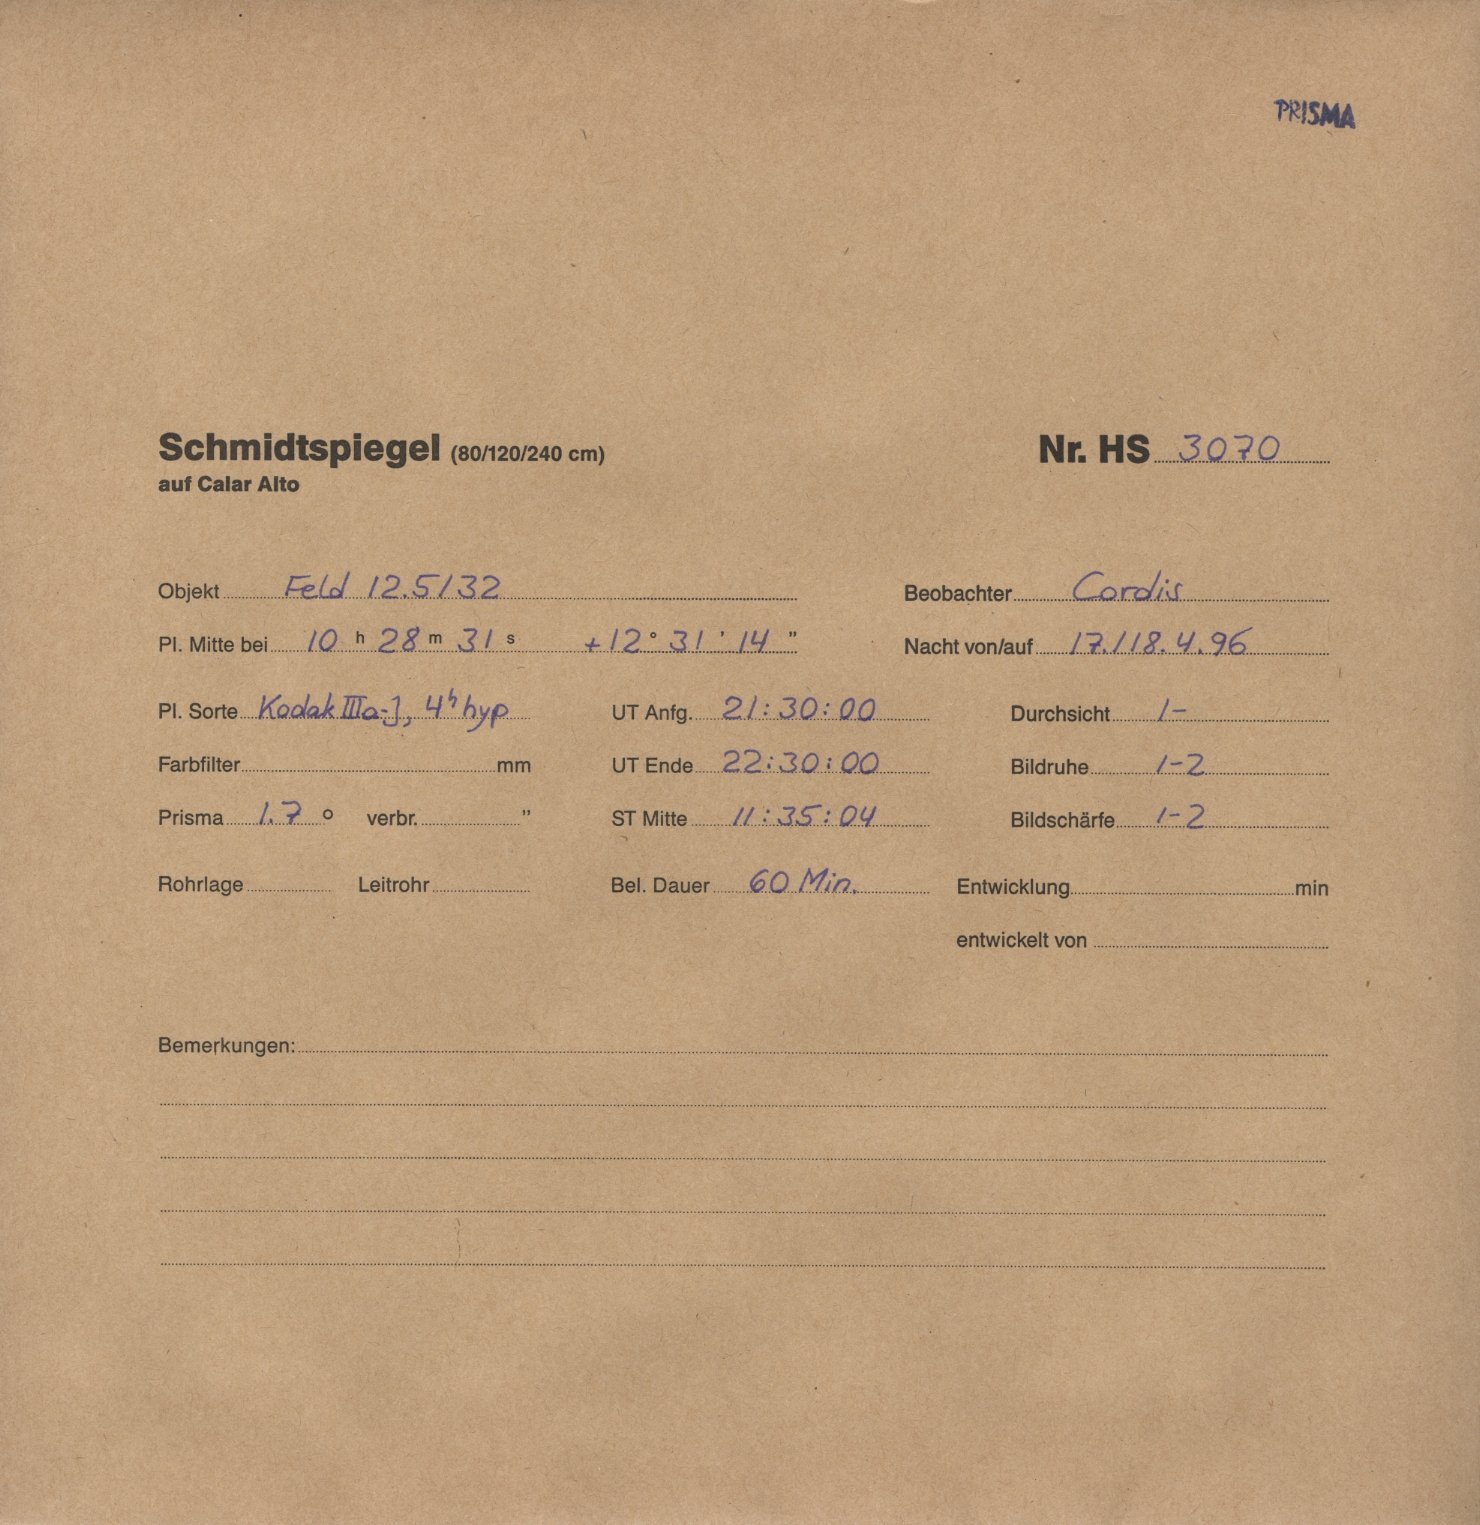 PRISMA
Schmidtspiegel (80/120/240 cm) Nr. HS 3070
auf Calar Alto
Objekt Feld 12.5/32 Beobachter Cordis
Pl. Mitte bei 10 h 28 m 31 s +12 ° 31 ' 14 " Nacht von/auf 17./18.4.96
Pl. Sorte Kodak IIIa-J, 4h hyp UT Anfg. 21:30:00 Durchsicht 1-
Farbfilter mm UT Ende 22:30:00 Bildruhe 1-2
Prisma 1.7 ° verbr. " ST Mitte 11:35:04 Bildschärfe 1-2
Rohrlage Leitrohr Bel. Dauer 60 Min. Entwicklung min
entwickelt von
Bemerkungen: